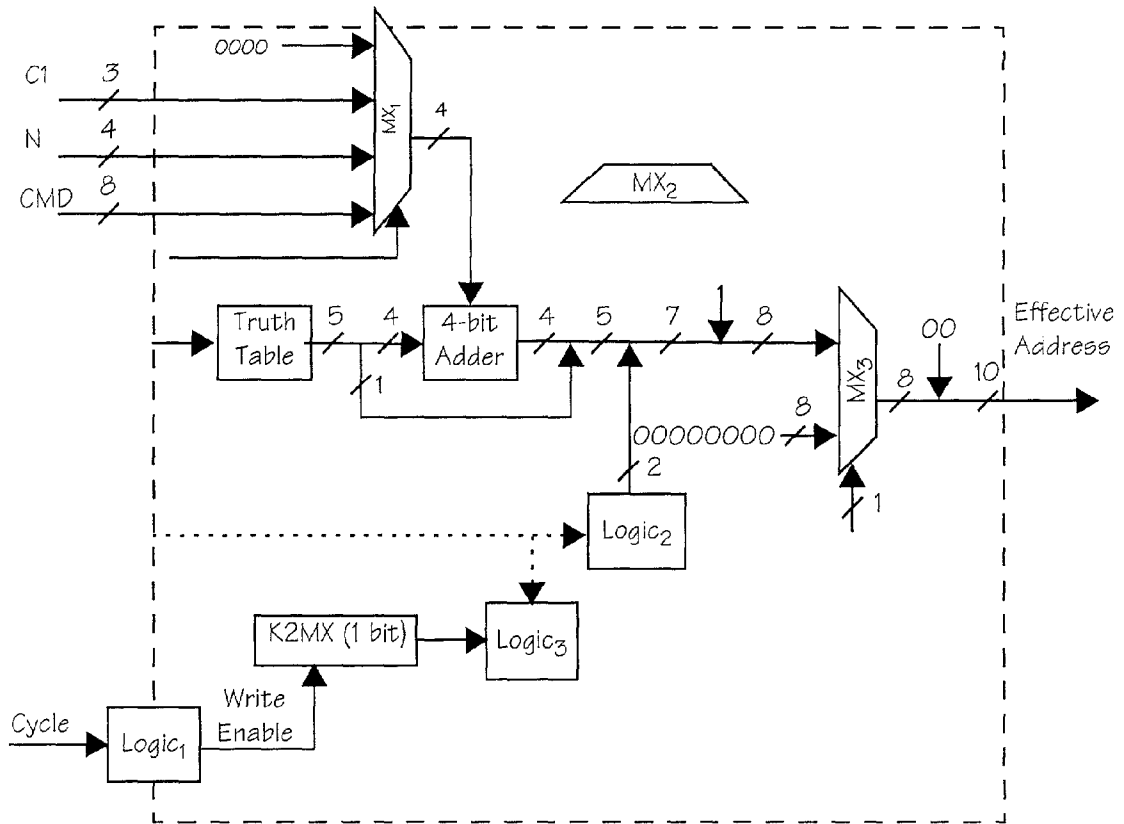 0000
C1
3
N
4
CMD
8
MX1
4
MX2
Truth
Table
5
4
1
4-bit
Adder
4
5
7
1
8
MX3
8
00
10
Effective
Address
00000000
8
1
2
Logic2
K2MX (1 bit)
Logic3
Write
Enable
Cycle
Logic1